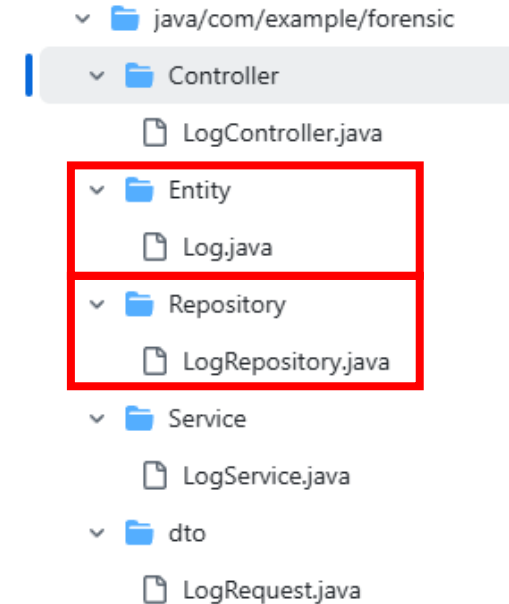 java/com/example/forensic
Controller
LogController.java
Entity
Log.java
Repository
LogRepository.java
Service
LogService.java
dto
LogRequest.java